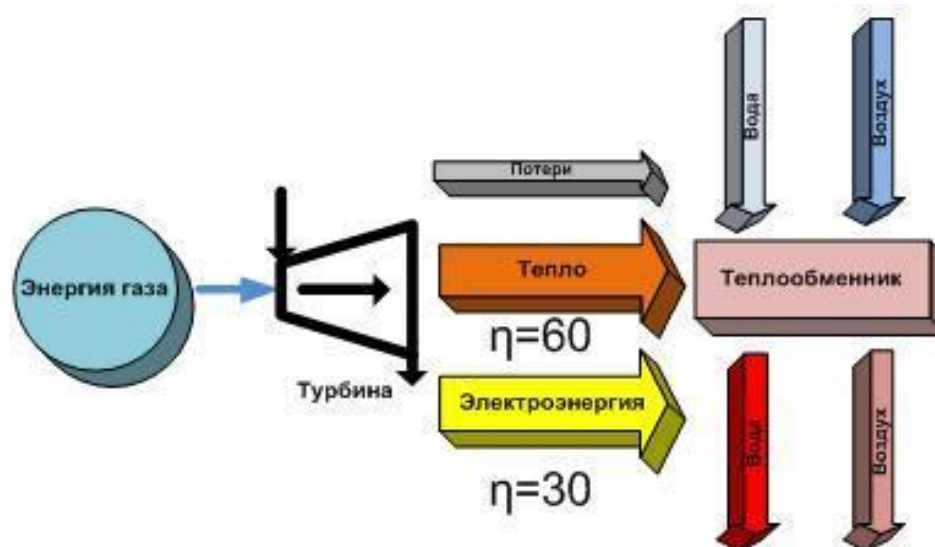 Вода
Воздух
Потери
Энергия газа
Тепло
Теплообменник
η=60
Турбина
Электроэнергия
η=30
Вода
Воздух